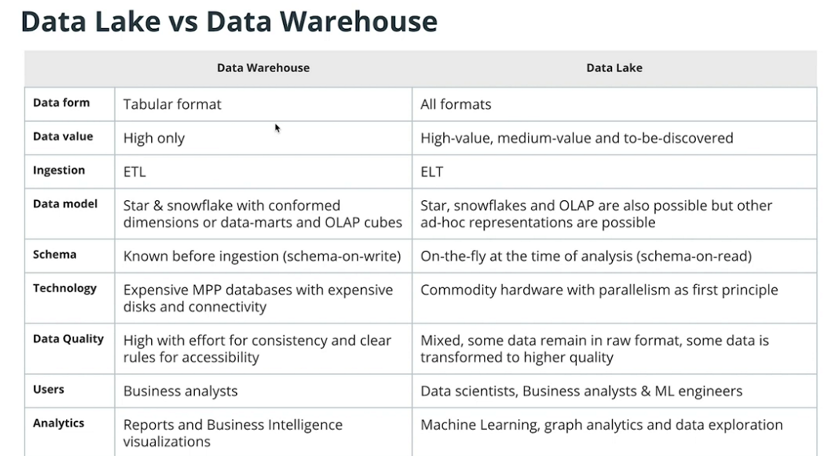 Data Lake vs Data Warehouse
Data Warehouse
Data Lake
Data form
Tabular format
All formats
Data value
High only
High-value, medium-value and to-be-discovered
Ingestion
ETL
ELT
Data model
Star & snowflake with conformed
dimensions or data-marts and OLAP cubes
Star, snowflakes and OLAP are also possible but other
ad-hoc representations are possible
Schema
Known before ingestion (schema-on-write)
On-the-fly at the time of analysis (schema-on-read)
Technology
Expensive MPP databases with expensive
disks and connectivity
Commodity hardware with parallelism as first principle
Data Quality
High with effort for consistency and clear
rules for accessibility
Mixed, some data remain in raw format, some data is
transformed to higher quality
Users
Business analysts
Data scientists, Business analysts & ML engineers
Analytics
Reports and Business Intelligence
visualizations
Machine Learning, graph analytics and data exploration